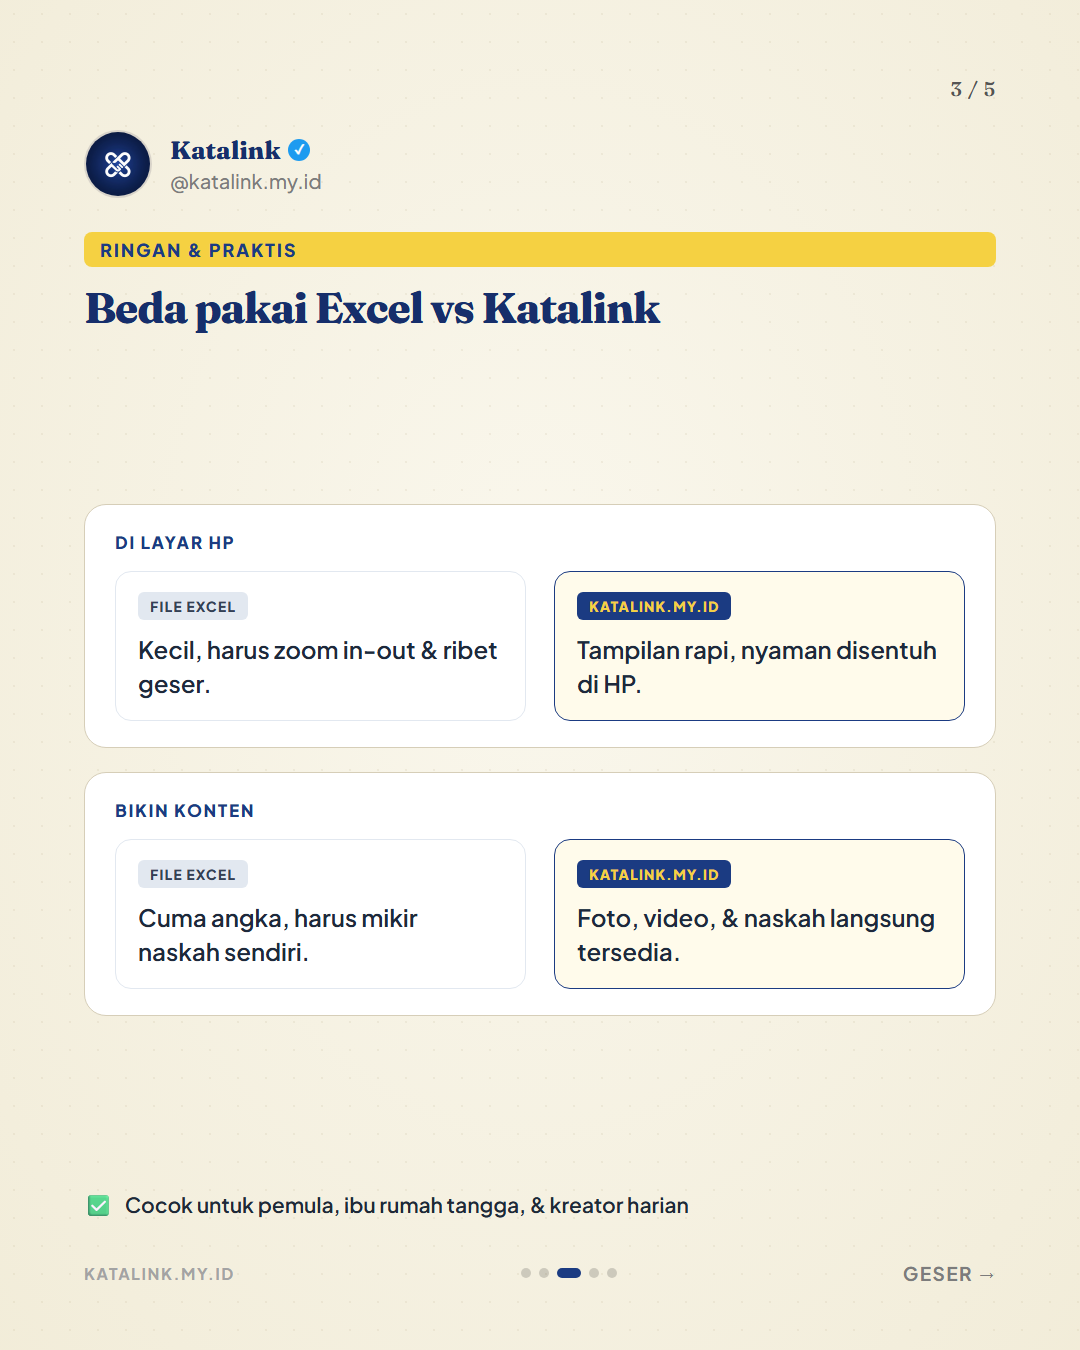 3 / 5
Katalink
@katalink.my.id
RINGAN & PRAKTIS
Beda pakai Excel vs Katalink
DI LAYAR HP
FILE EXCEL
Kecil, harus zoom in-out & ribet
geser.
KATALINK.MY.ID
Tampilan rapi, nyaman disentuh
di HP.
BIKIN KONTEN
FILE EXCEL
Cuma angka, harus mikir
naskah sendiri.
KATALINK.MY.ID
Foto, video, & naskah langsung
tersedia.
✅ Cocok untuk pemula, ibu rumah tangga, & kreator harian
KATALINK.MY.ID
GESER →